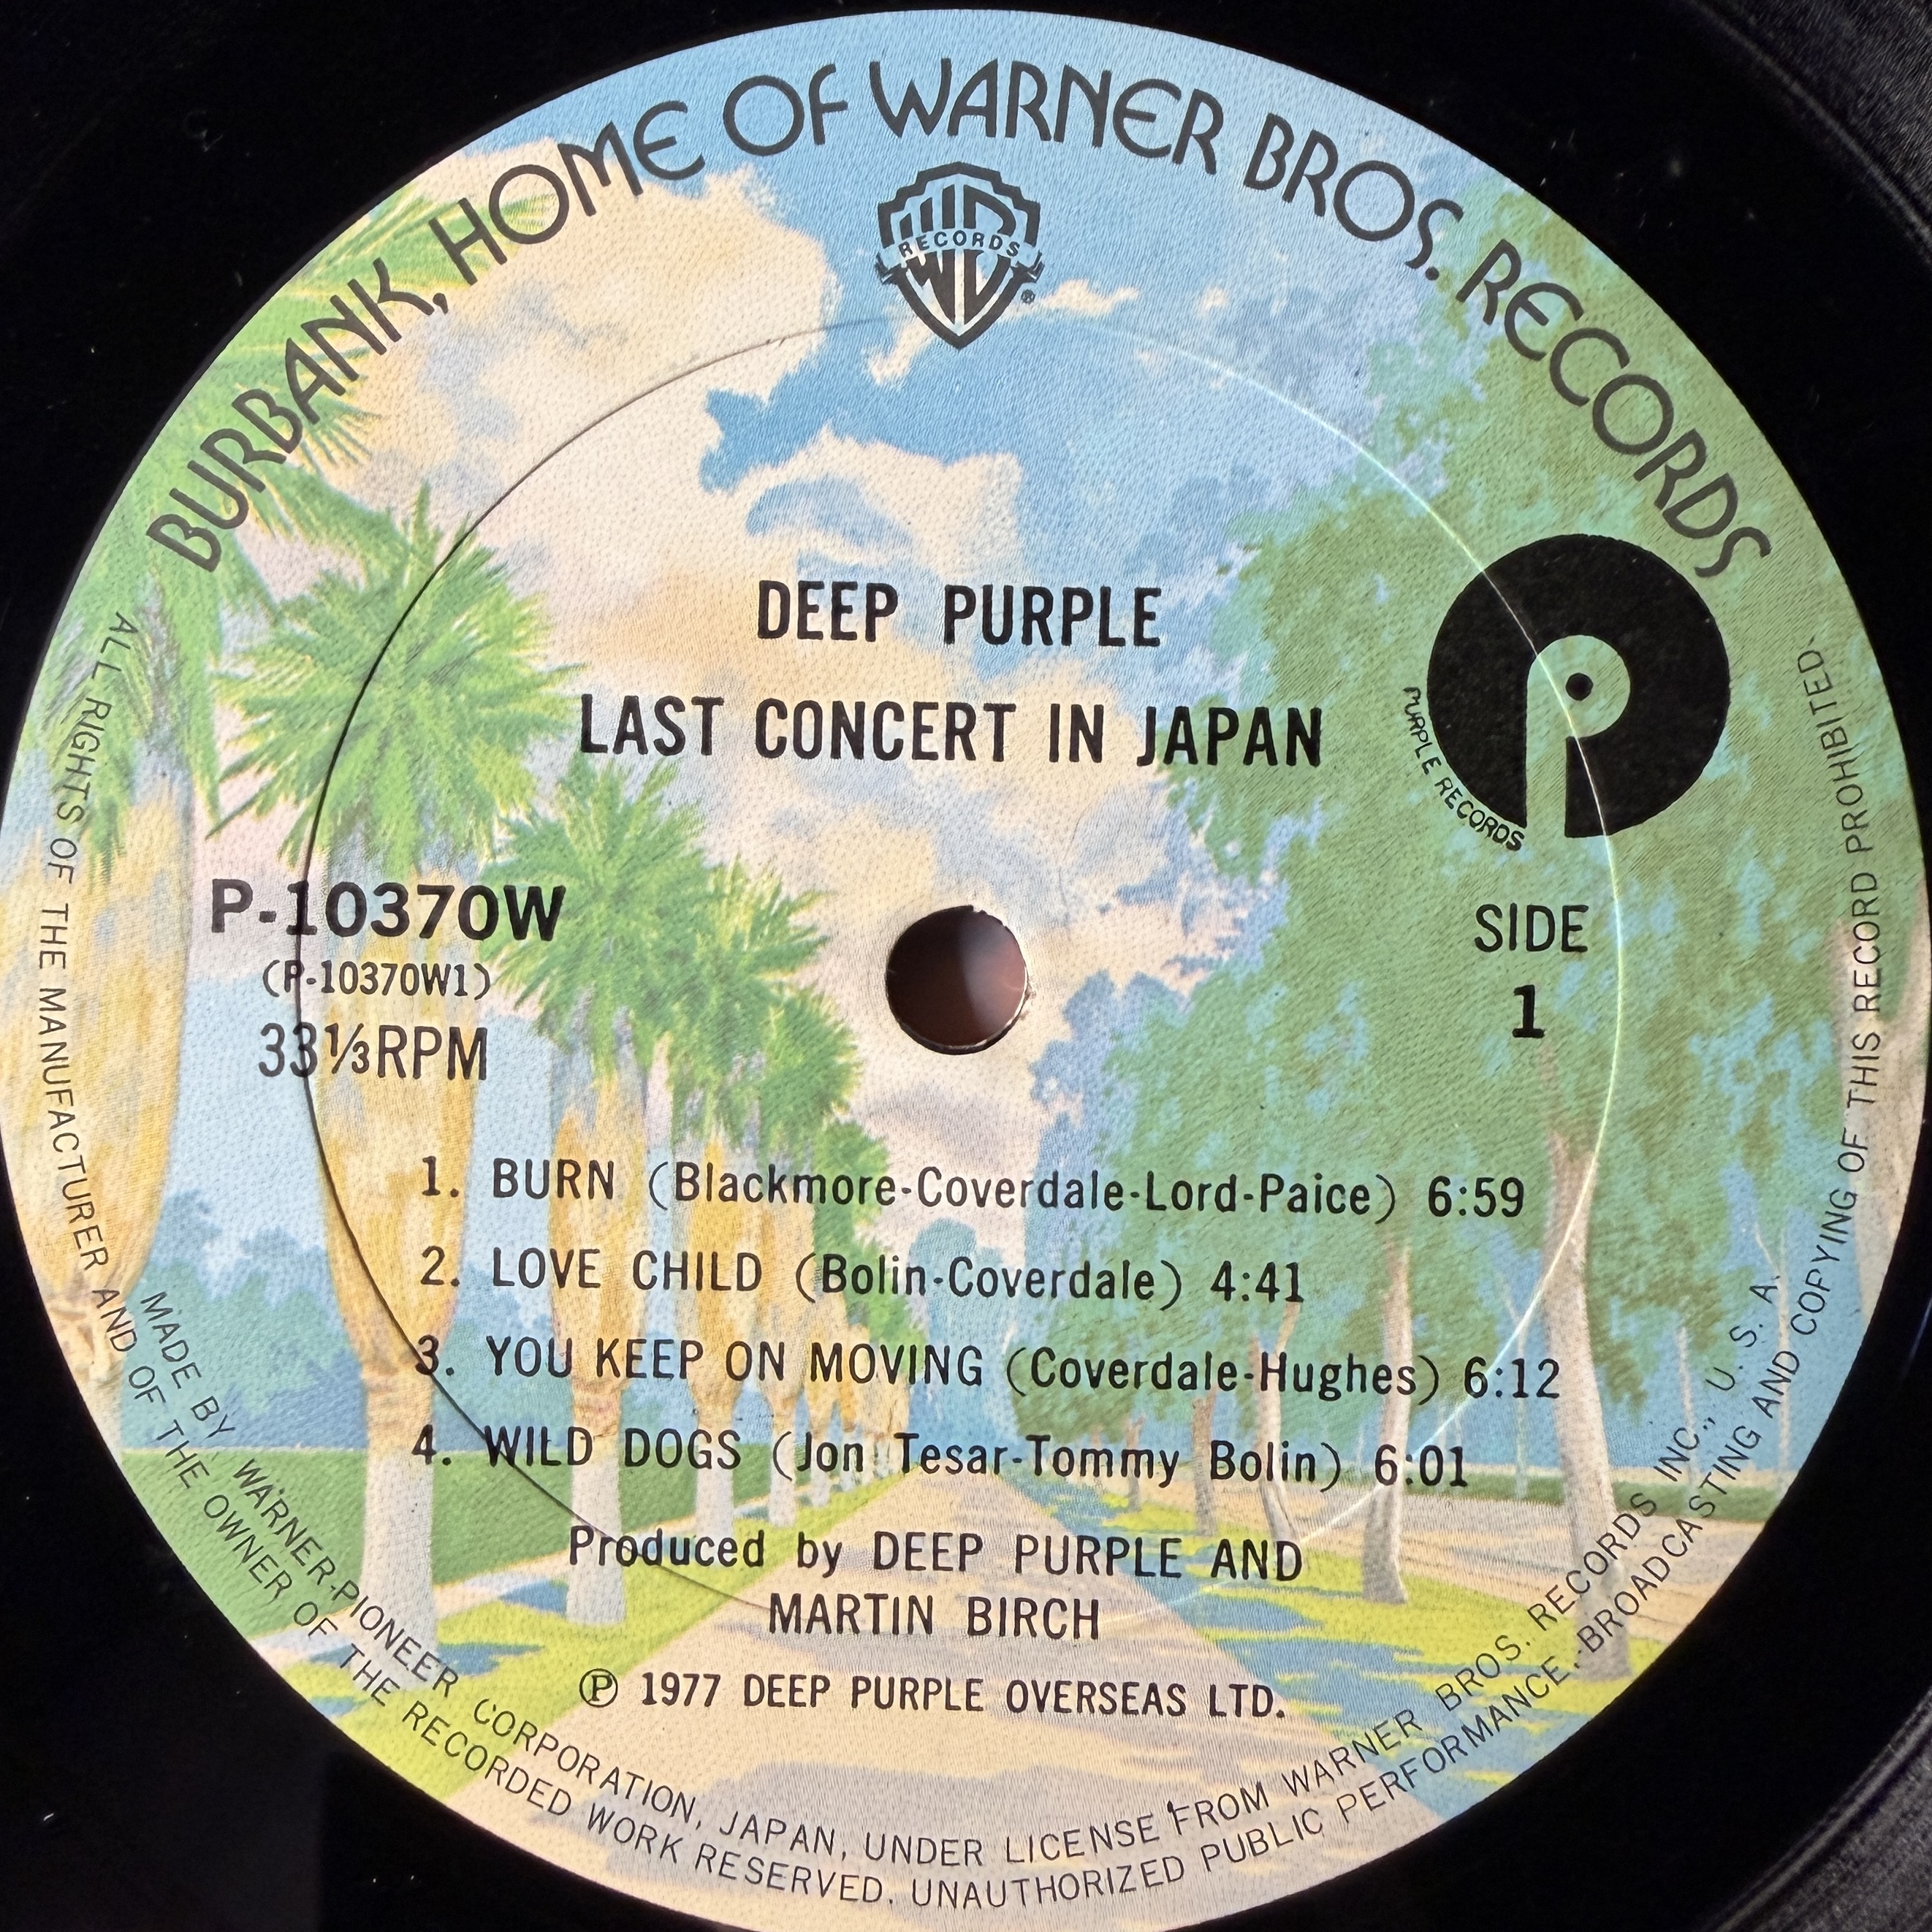 BURBANK, HOME OF WARNER BROS. RECORDS
RECORDS
®
DEEP PURPLE
LAST CONCERT IN JAPAN
PURPLE RECORDS
P-10370W
(P-10370W1)
33⅓RPM
SIDE
1
1. BURN (Blackmore-Coverdale-Lord-Paice) 6:59
2. LOVE CHILD (Bolin-Coverdale) 4:41
3. YOU KEEP ON MOVING (Coverdale-Hughes) 6:12
4. WILD DOGS (Jon Tesar-Tommy Bolin) 6:01
Produced by DEEP PURPLE AND
MARTIN BIRCH
Ⓟ 1977 DEEP PURPLE OVERSEAS LTD.
MADE BY WARNER-PIONEER CORPORATION, JAPAN, UNDER LICENSE FROM WARNER BROS. RECORDS INC., U. S. A.
ALL RIGHTS OF THE MANUFACTURER AND OF THE OWNER OF THE RECORDED WORK RESERVED. UNAUTHORIZED PUBLIC PERFORMANCE. BROADCASTING AND COPYING OF THIS RECORD PROHIBITED.